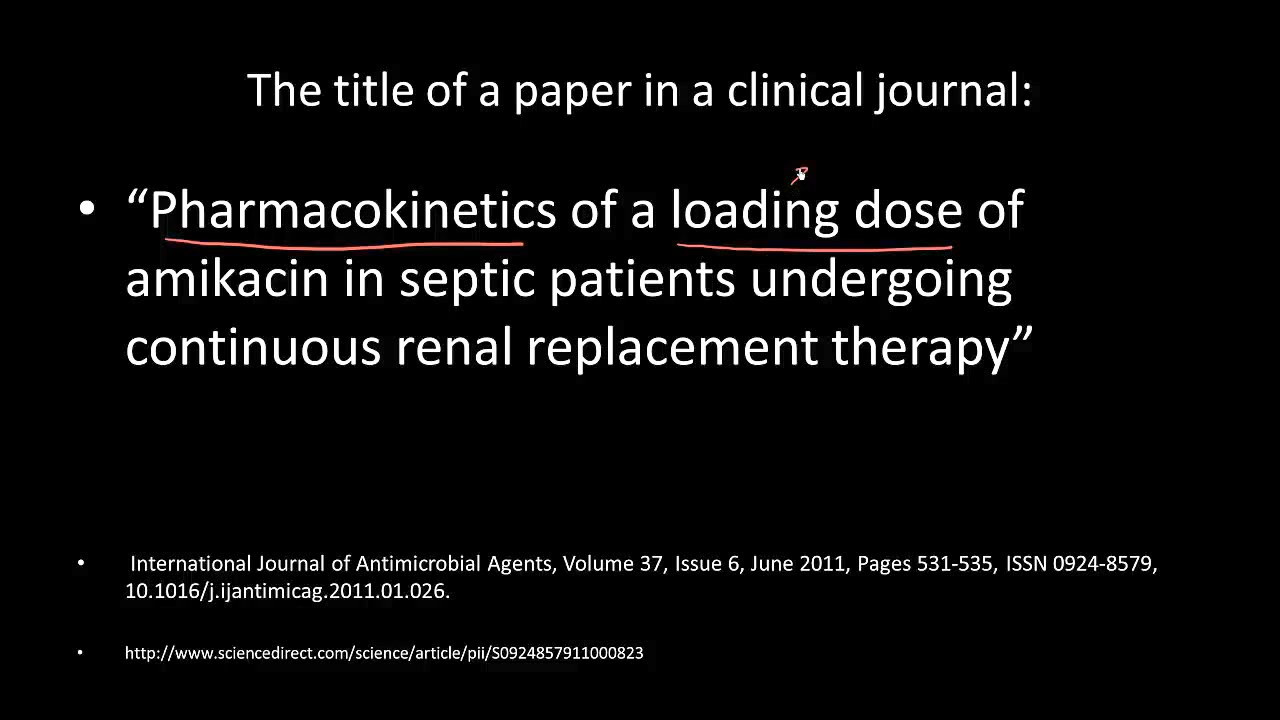 The title of a paper in a clinical journal:
• “Pharmacokinetics of a loading dose of
amikacin in septic patients undergoing
continuous renal replacement therapy”
• International Journal of Antimicrobial Agents, Volume 37, Issue 6, June 2011, Pages 531-535, ISSN 0924-8579,
10.1016/j.ijantimicag.2011.01.026.
• http://www.sciencedirect.com/science/article/pii/S0924857911000823